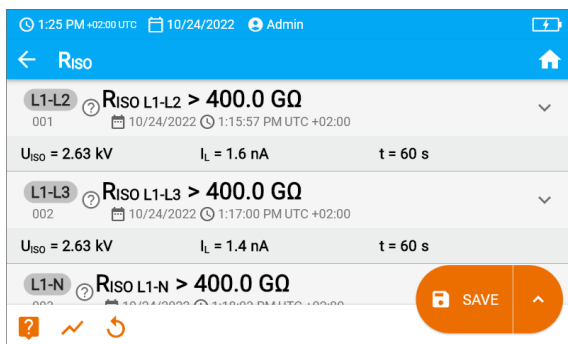 1:25 PM +02:00 UTC 10/24/2022 Admin
RISO
L1-L2 RISO L1-L2 > 400.0 GΩ
001 10/24/2022 1:15:57 PM UTC +02:00
UISO = 2.63 kV IL = 1.6 nA t = 60 s
L1-L3 RISO L1-L3 > 400.0 GΩ
002 10/24/2022 1:17:00 PM UTC +02:00
UISO = 2.63 kV IL = 1.4 nA t = 60 s
L1-N RISO L1-N > 400.0 GΩ
SAVE